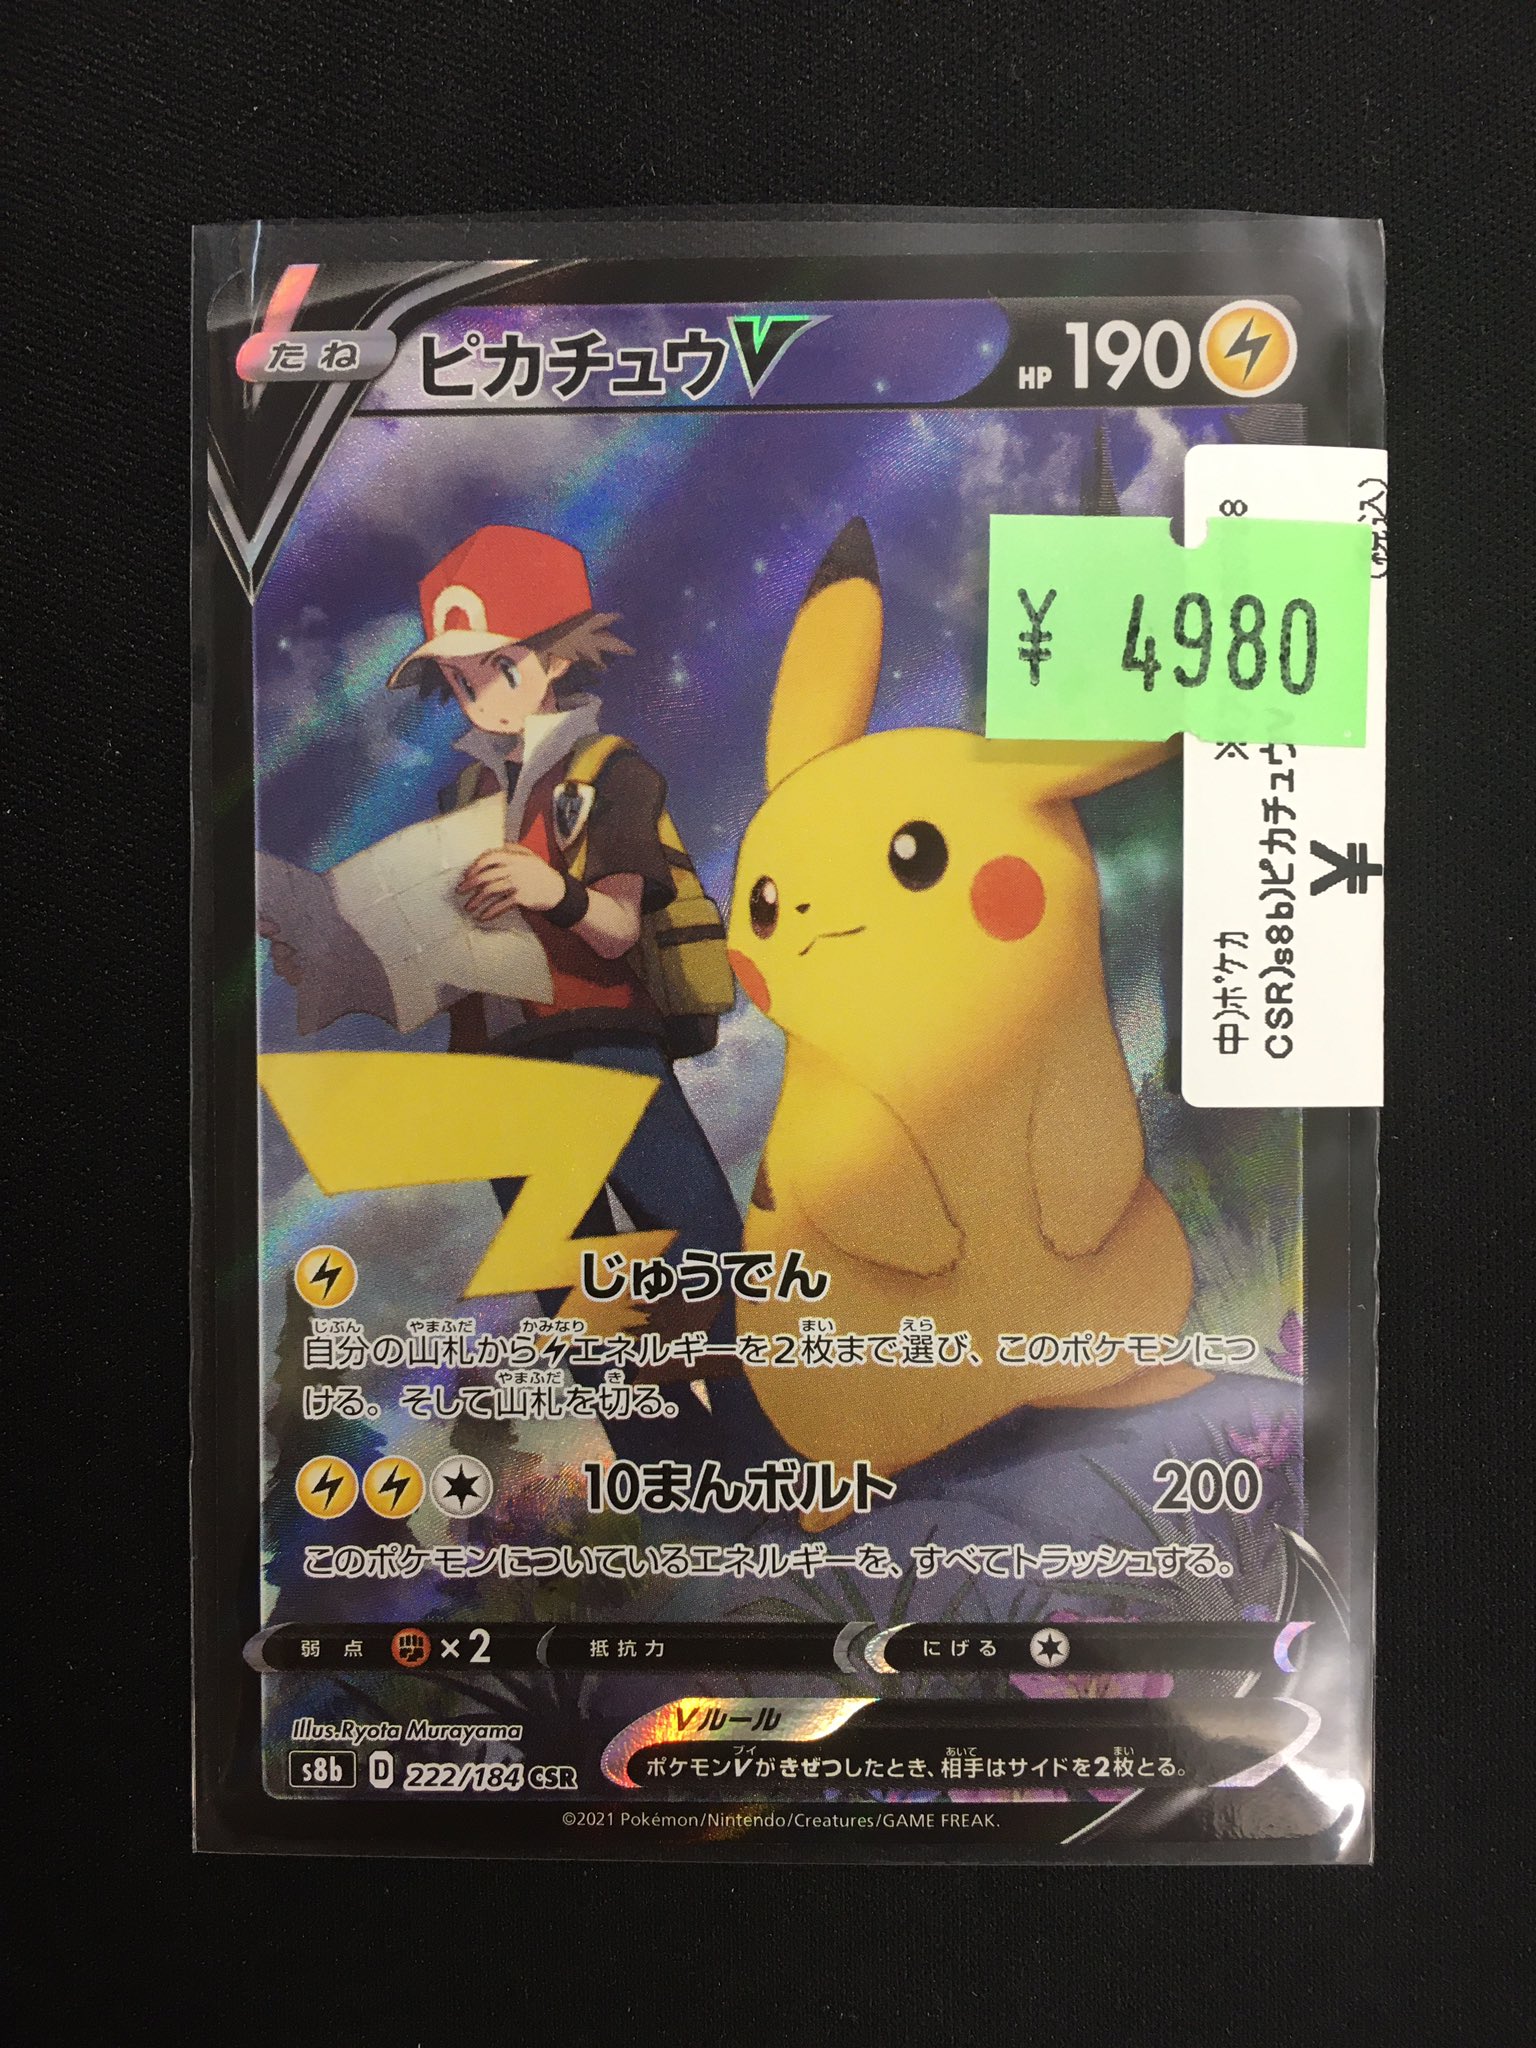 たね
ピカチュウV
HP 190
¥ 4980
(税込)
中)ポケカ
CSR)s8b)ピカチュウ
¥
じゅうでん
自分の山札からエネルギーを2枚まで選び、このポケモンにつ
ける。そして山札を切る。
10まんボルト 200
このポケモンについているエネルギーを、すべてトラッシュする。
弱点 ×2 抵抗力 にげる
Illus.Ryota Murayama
Vルール
ポケモンVがきぜつしたとき、相手はサイドを2枚とる。
s8b D 222/184 CSR
©2021 Pokémon/Nintendo/Creatures/GAME FREAK.